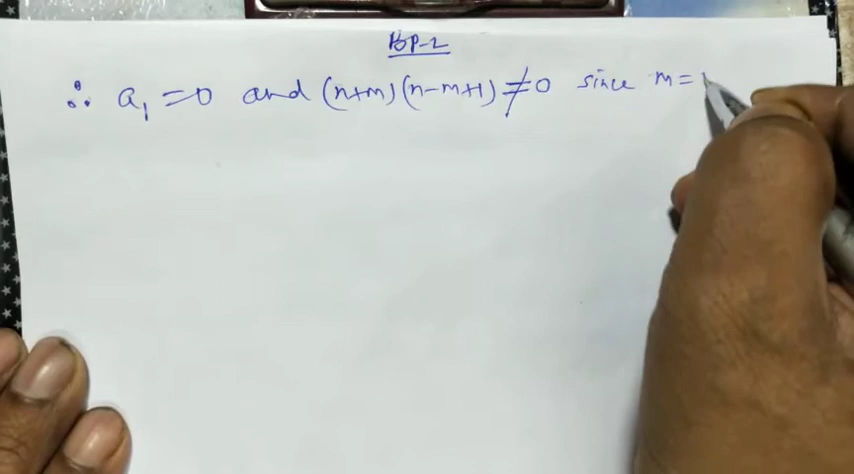 BP-2
∴ a₁ = 0 and (n+m)(n-m+1) ≠ 0 since m =